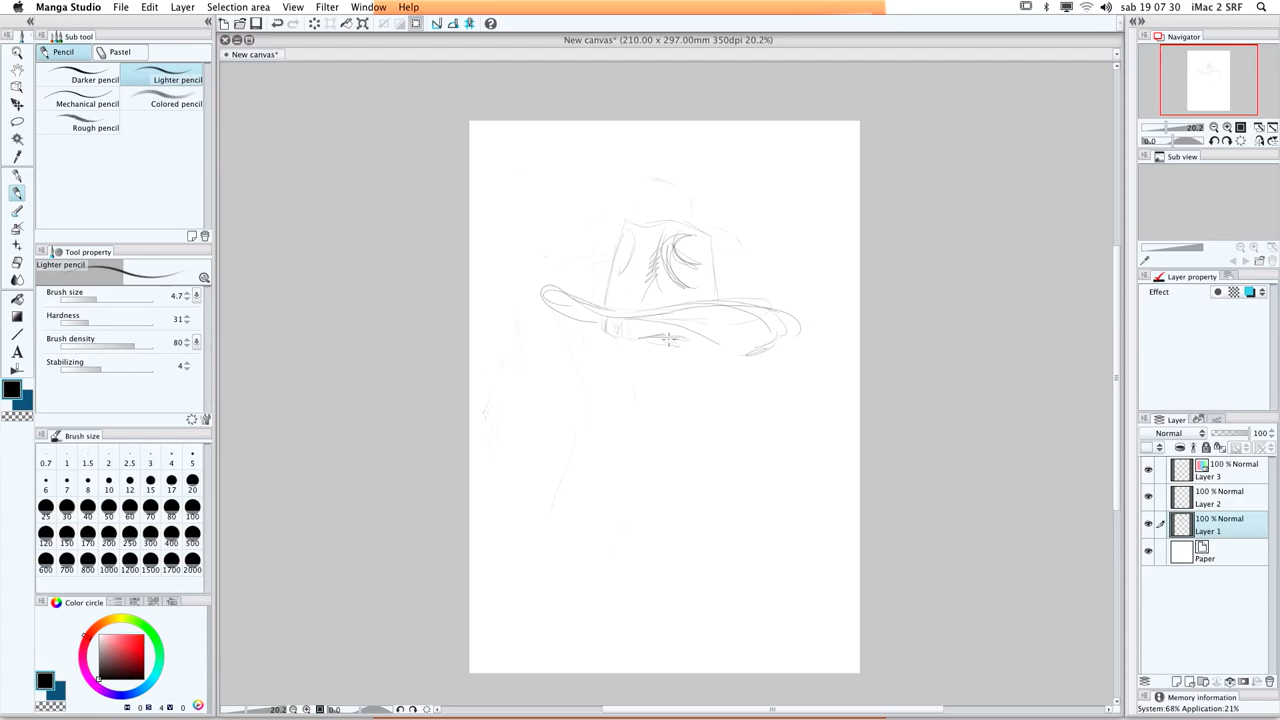 Manga Studio File Edit Layer Selection area View Filter Window Help sab 19 07 30 iMac 2 SRF
New canvas* (210.00 x 297.00mm 350dpi 20.2%)
New canvas*
Sub tool
Pencil Pastel
Darker pencil Lighter pencil
Mechanical pencil Colored pencil
Rough pencil
Tool property
Lighter pencil
Brush size 4.7
Hardness 31
Brush density 80
Stabilizing 4
Brush size
0.7 1 1.5 2 2.5 3 4 5
6 7 8 10 12 15 17 20
25 30 40 50 60 70 80 100
120 150 170 200 250 300 400 500
600 700 800 1000 1200 1500 1700 2000
Color circle
H 0 S 4 V 0
20.2 0.0
Navigator
20.2
0.0
Sub view
Layer property
Effect
Layer
Normal 100
100 % Normal
Layer 3
100 % Normal
Layer 2
100 % Normal
Layer 1
Paper
Memory information
System:68% Application:21%